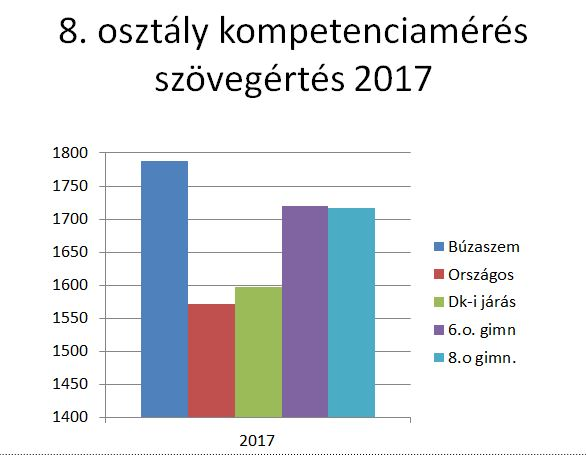 8. osztály kompetenciamérés
szövegértés 2017
1800
1750
1700
1650
1600
1550
1500
1450
1400
2017
Búzaszem
Országos
Dk-i járás
6.o. gimn
8.o gimn.